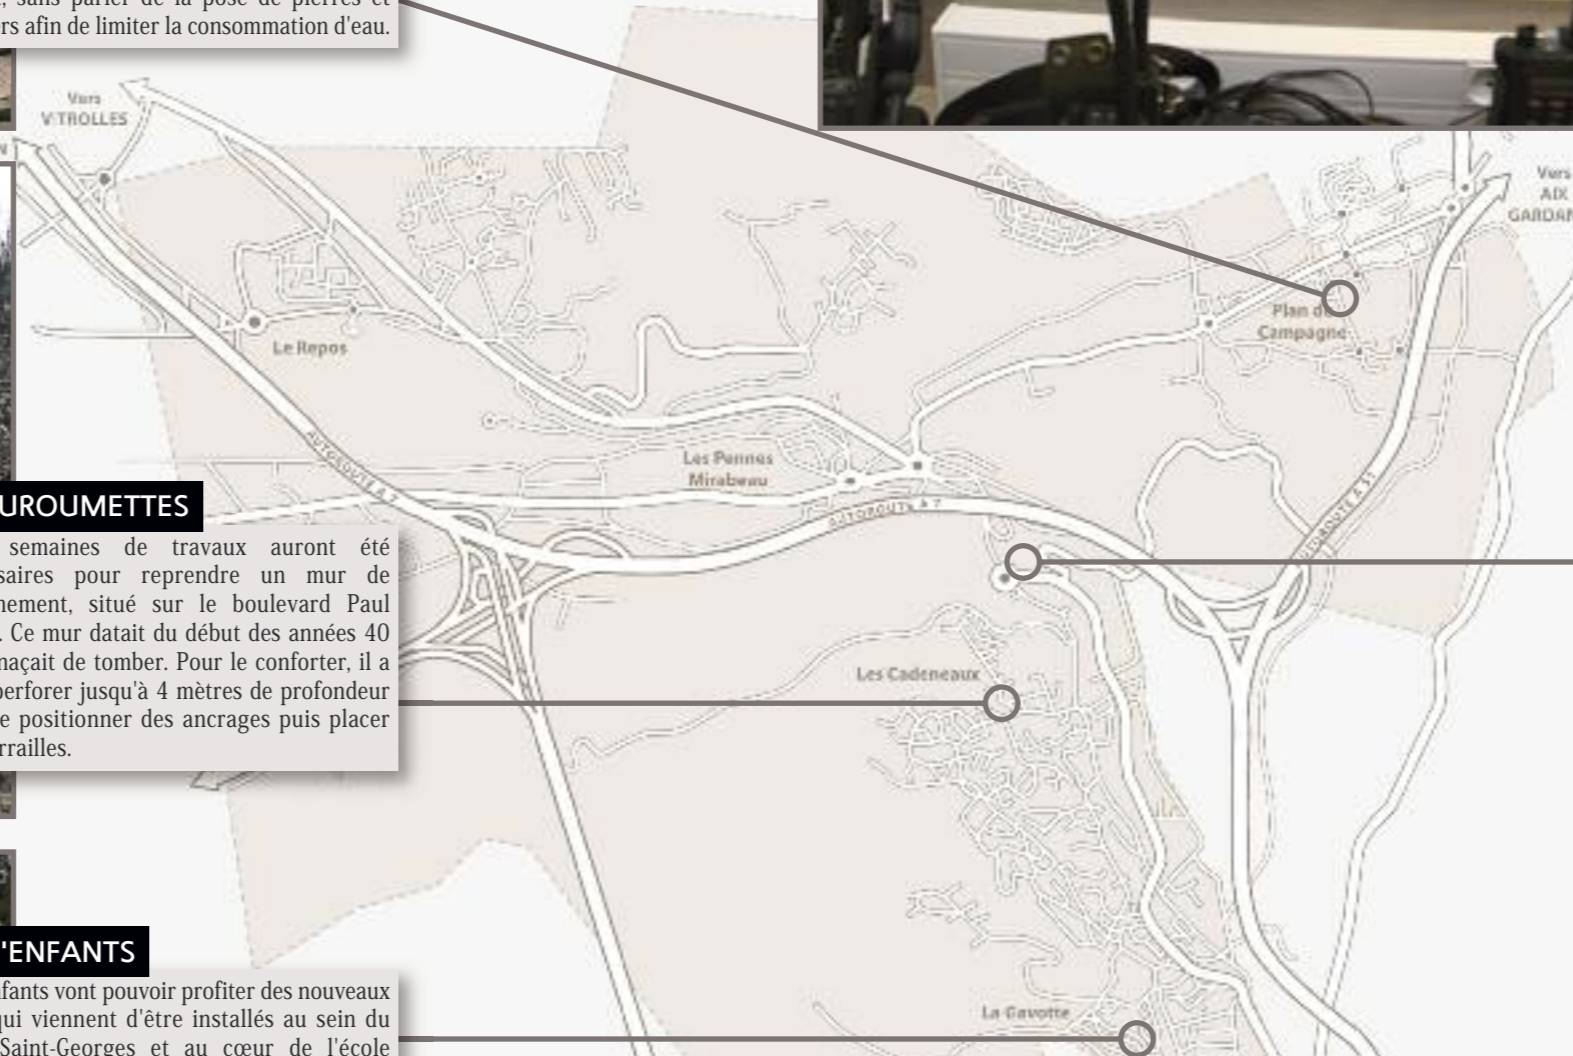 sans parler de la pose de pierres et
afin de limiter la consommation d'eau.
Vers
VITROLLES
Vers
AIX
Le Repos
Plan de
Campagne
AUTOROUTE A 7
Les Pennes
Mirabeau
AUTOROUTE A 7
AUTOROUTE A 51
UROUMETTES
semaines de travaux auront été
saires pour reprendre un mur de
nement, situé sur le boulevard Paul
. Ce mur datait du début des années 40
naçait de tomber. Pour le conforter, il a
perforer jusqu'à 4 mètres de profondeur
e positionner des ancrages puis placer
rrailles.
Les Cadeneaux
'ENFANTS
nfants vont pouvoir profiter des nouveaux
qui viennent d'être installés au sein du
Saint-Georges et au cœur de l'école
La Gavotte